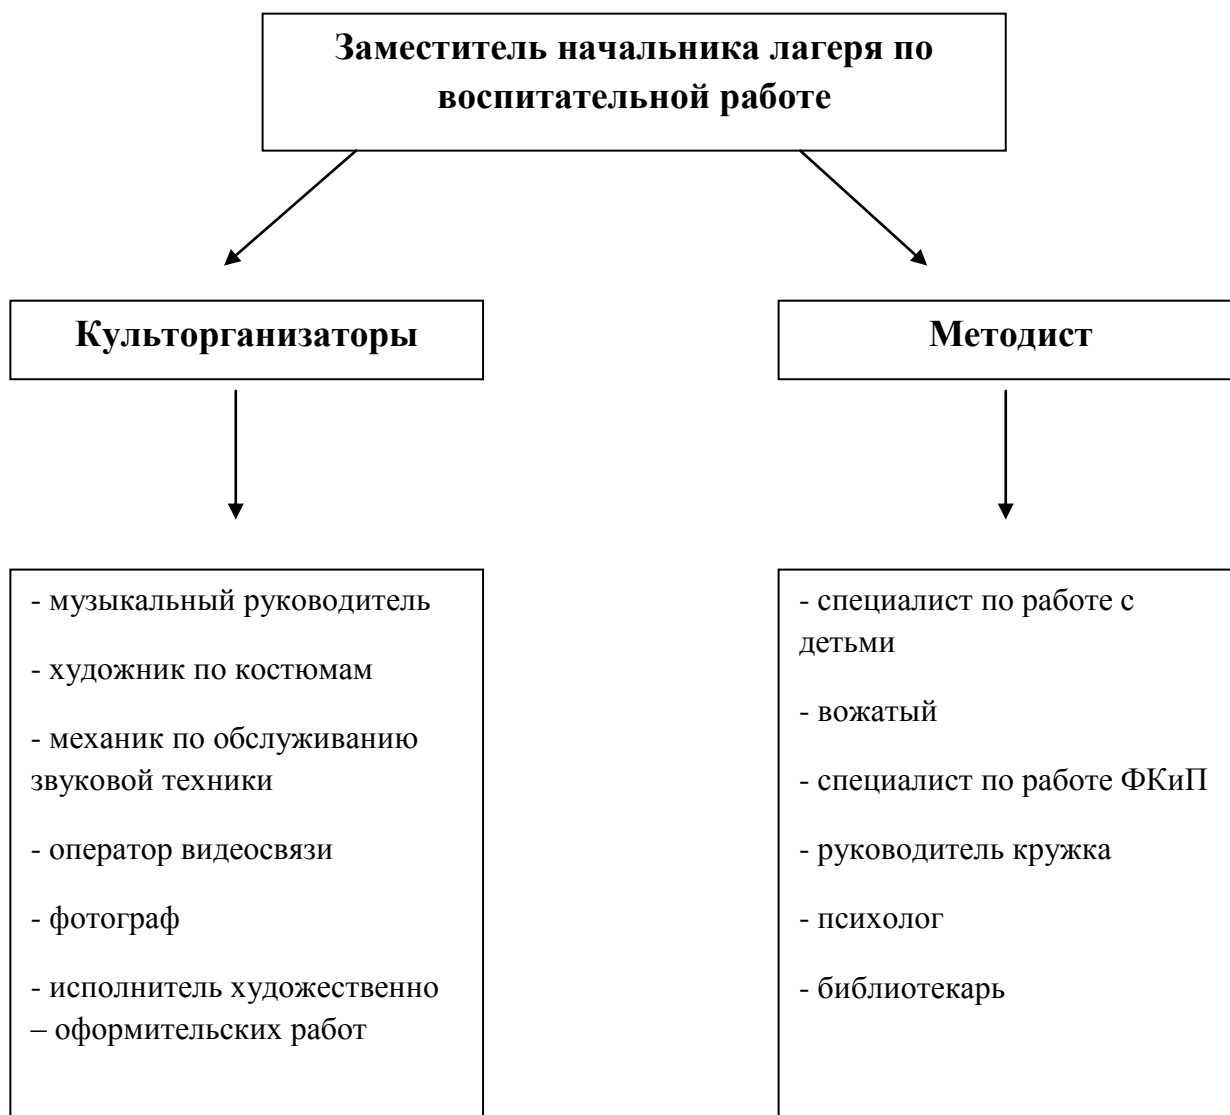 Заместитель начальника лагеря по
воспитательной работе
Культорганизаторы
Методист
- музыкальный руководитель
- художник по костюмам
- механик по обслуживанию
звуковой техники
- оператор видеосвязи
- фотограф
- исполнитель художественно
– оформительских работ
- специалист по работе с
детьми
- вожатый
- специалист по работе ФКиП
- руководитель кружка
- психолог
- библиотекарь